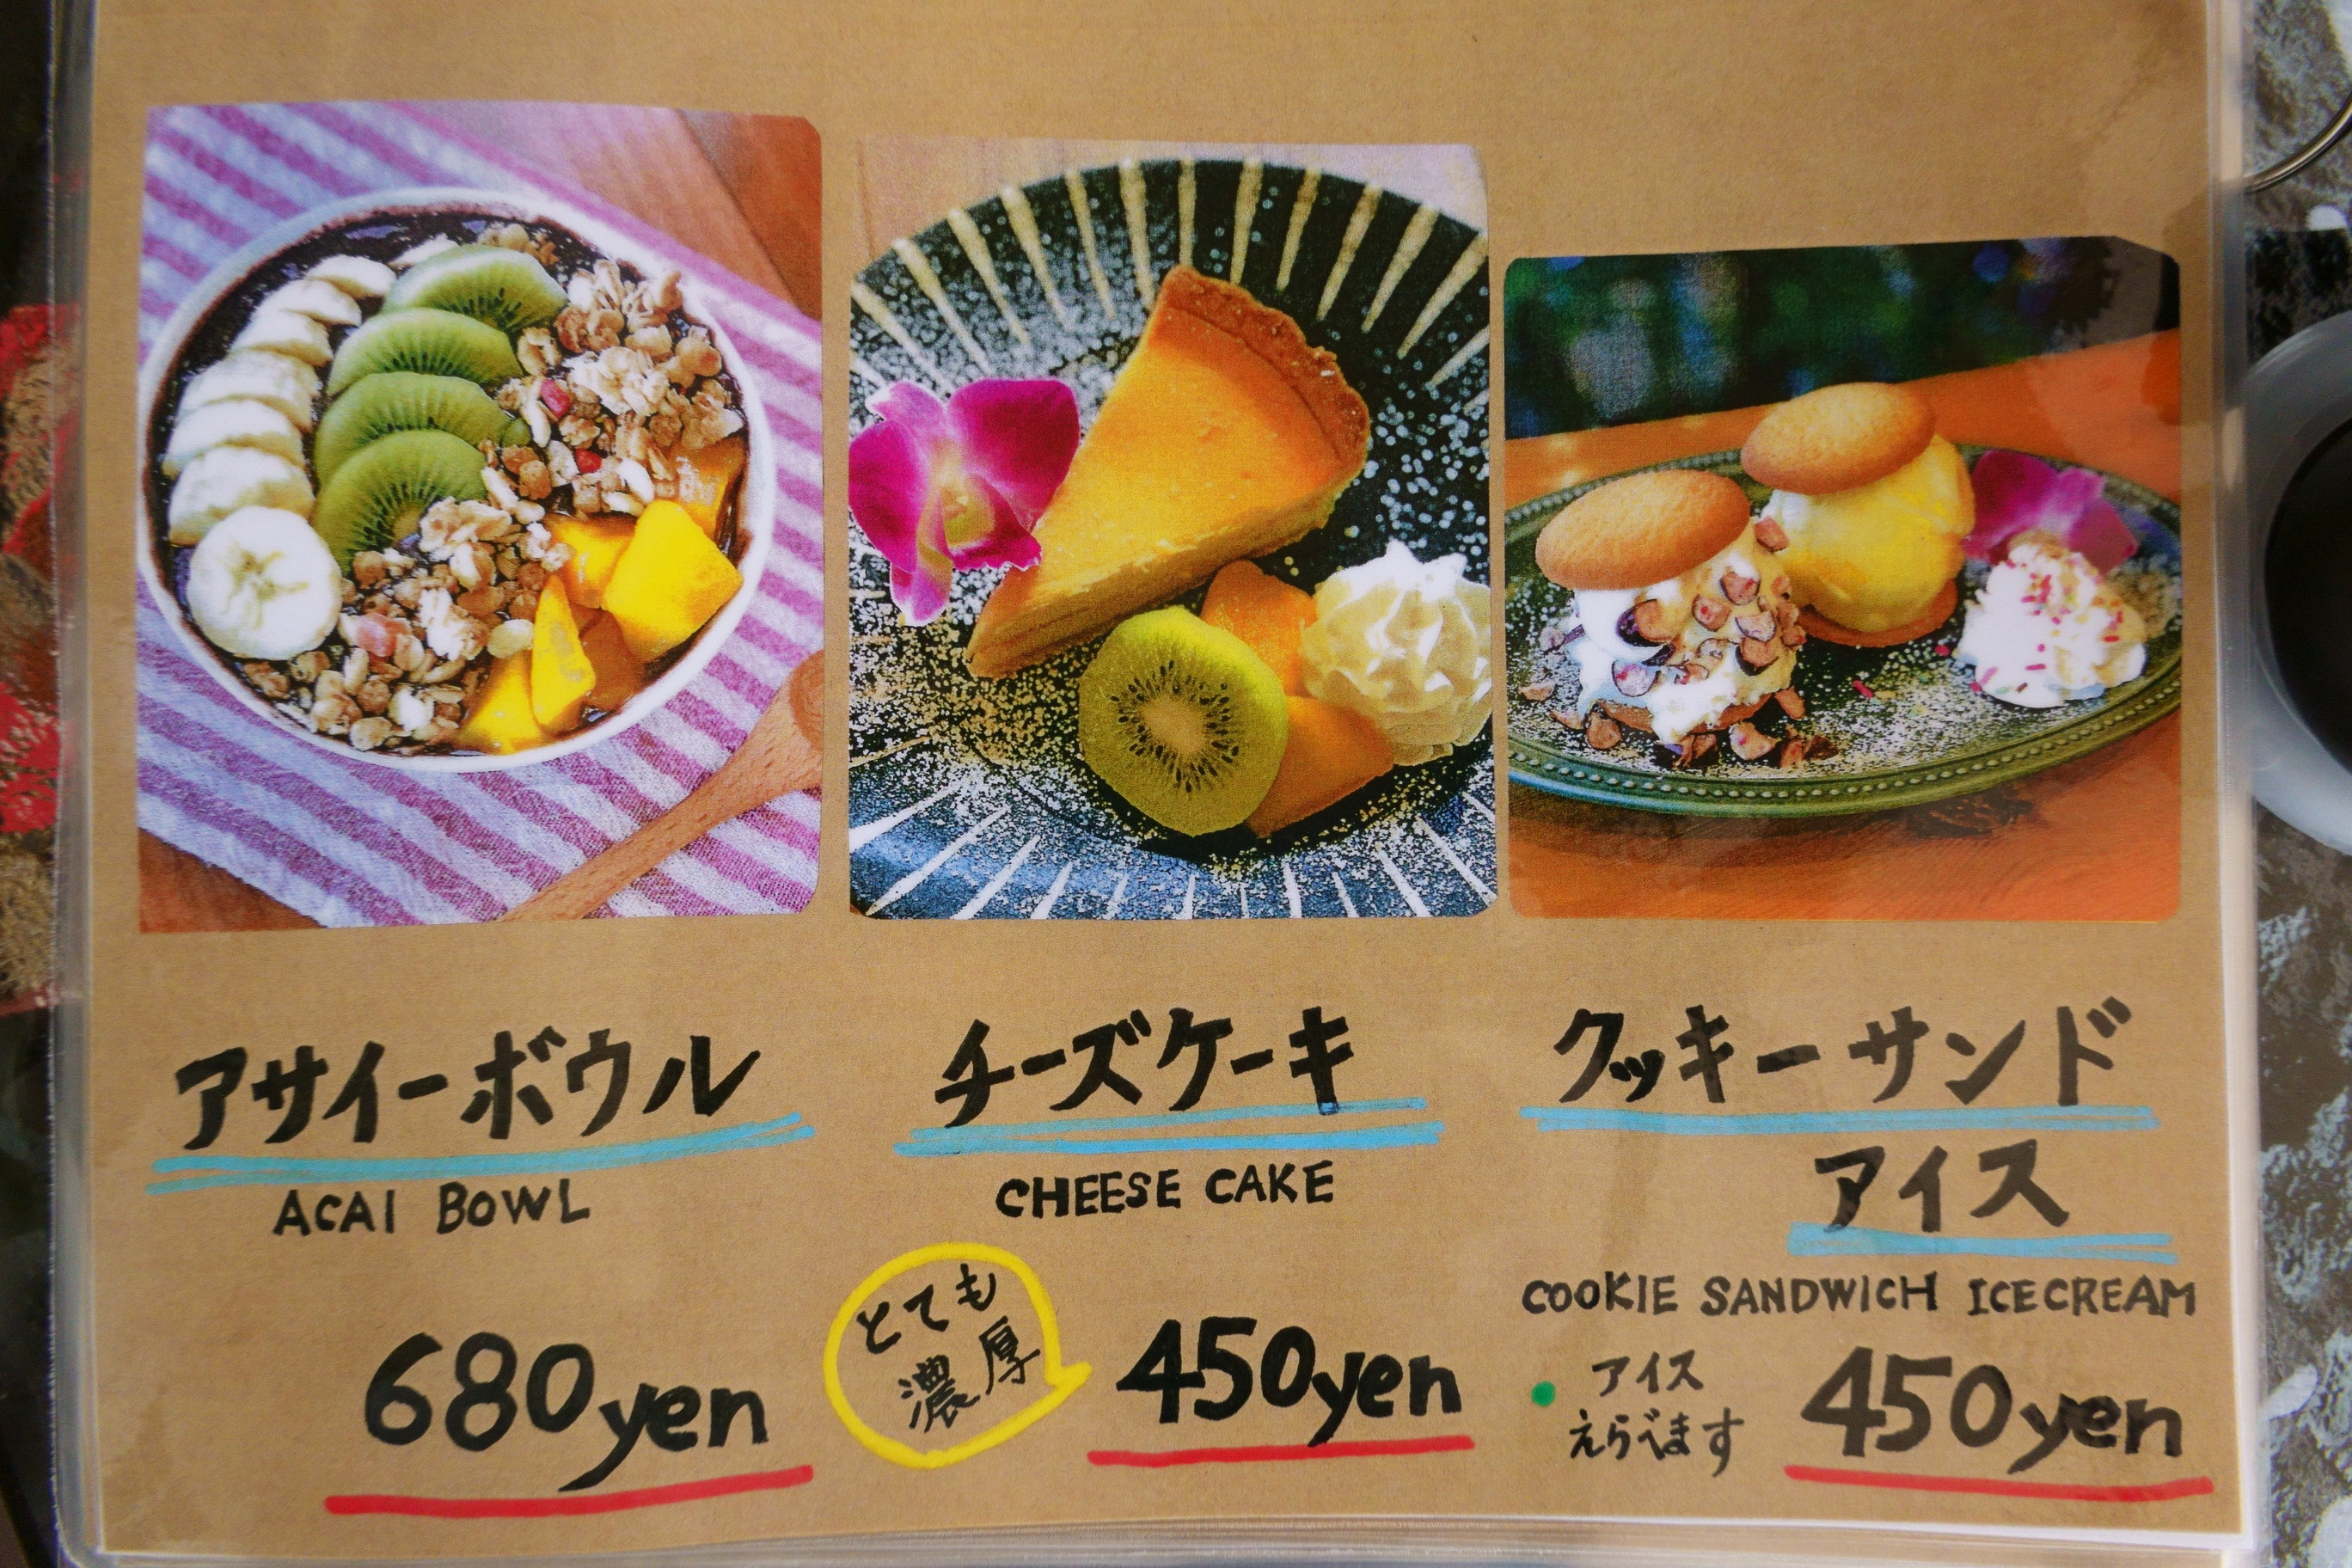 アサイーボウル
ACAI BOWL
680yen
チーズケーキ
CHEESE CAKE
とても
濃厚
450yen
クッキーサンド
アイス
COOKIE SANDWICH ICECREAM
・アイス
えらべます
450yen